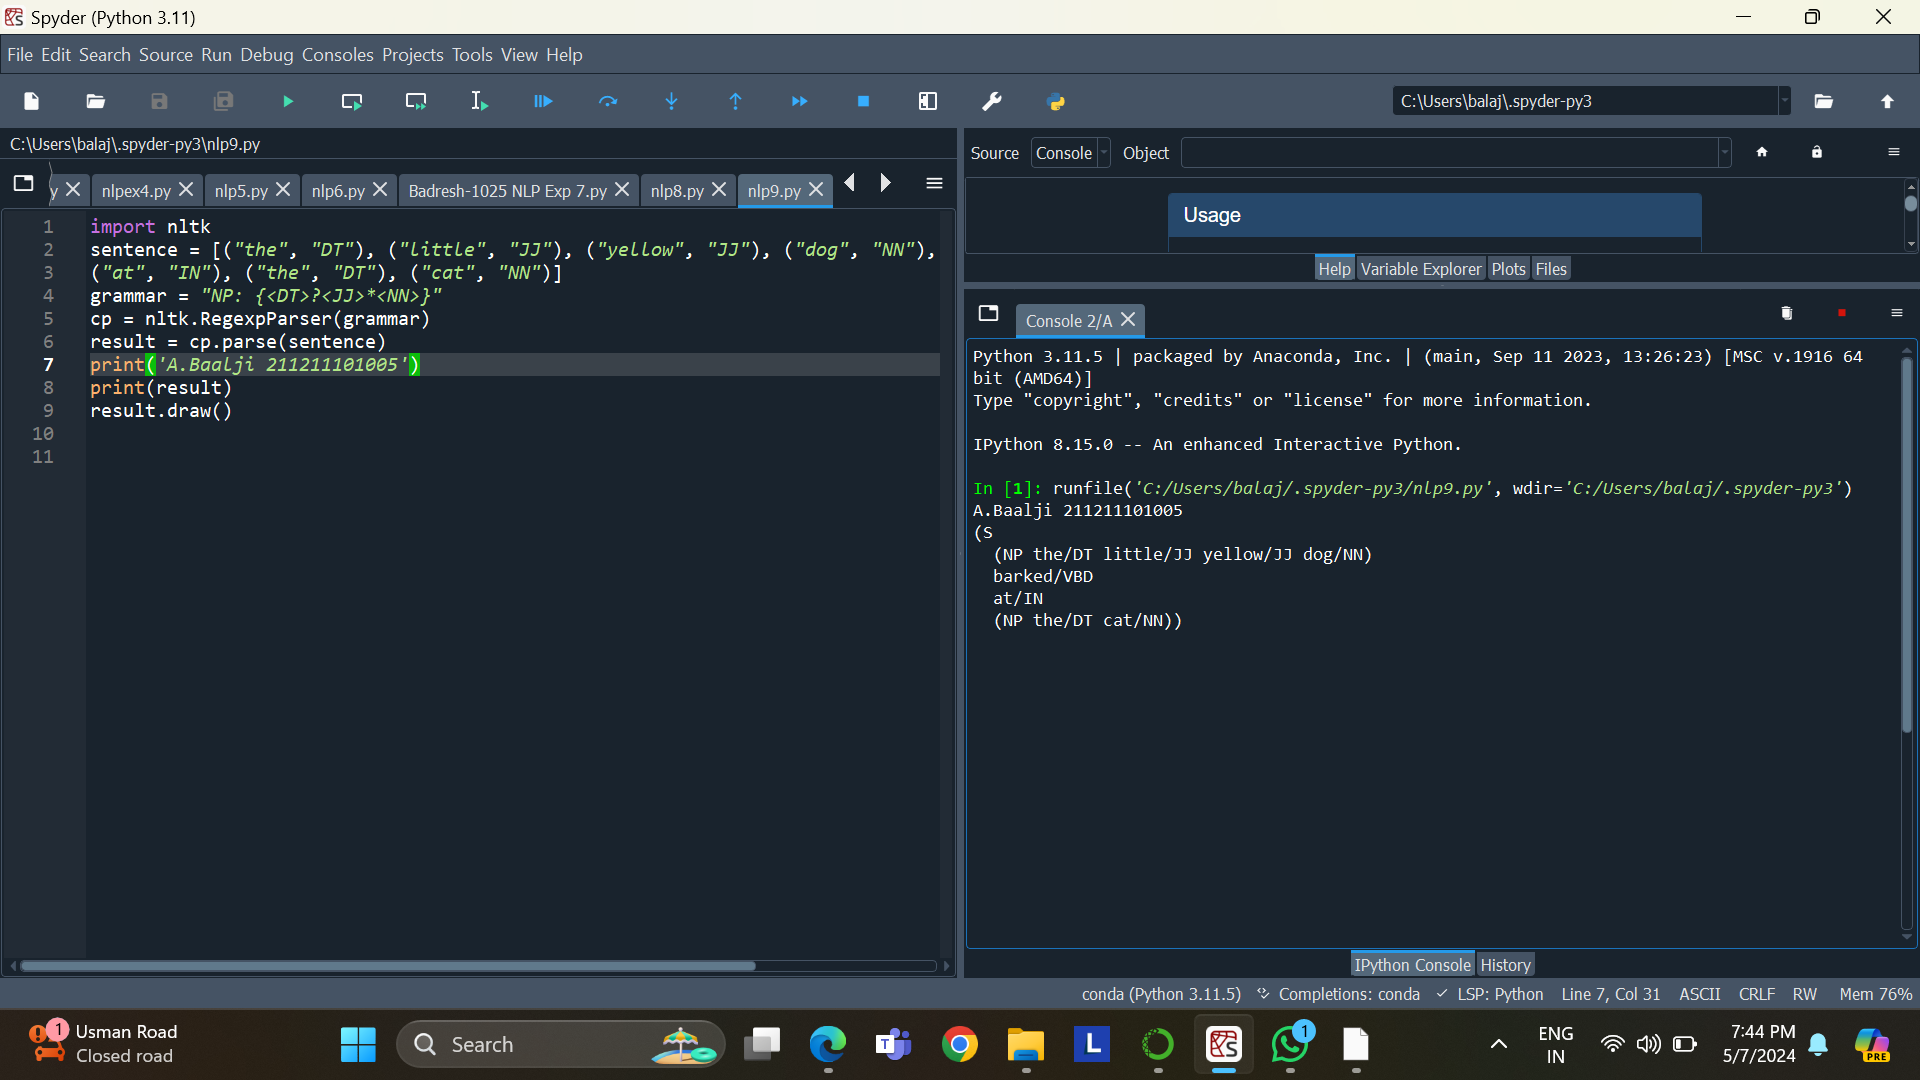 Spyder (Python 3.11)
File Edit Search Source Run Debug Consoles Projects Tools View Help
C:\Users\balaj\.spyder-py3
C:\Users\balaj\.spyder-py3\nlp9.py
y nlpex4.py nlp5.py nlp6.py Badresh-1025 NLP Exp 7.py nlp8.py nlp9.py
1 import nltk
2 sentence = [("the", "DT"), ("little", "JJ"), ("yellow", "JJ"), ("dog", "NN"),
3 ("at", "IN"), ("the", "DT"), ("cat", "NN")]
4 grammar = "NP: {<DT>?<JJ>*<NN>}"
5 cp = nltk.RegexpParser(grammar)
6 result = cp.parse(sentence)
7 print('A.Baalji 211211101005')
8 print(result)
9 result.draw()
10
11
Source Console Object
Usage
Help Variable Explorer Plots Files
Console 2/A
Python 3.11.5 | packaged by Anaconda, Inc. | (main, Sep 11 2023, 13:26:23) [MSC v.1916 64
bit (AMD64)]
Type "copyright", "credits" or "license" for more information.
IPython 8.15.0 -- An enhanced Interactive Python.
In [1]: runfile('C:/Users/balaj/.spyder-py3/nlp9.py', wdir='C:/Users/balaj/.spyder-py3')
A.Baalji 211211101005
(S
(NP the/DT little/JJ yellow/JJ dog/NN)
barked/VBD
at/IN
(NP the/DT cat/NN))
IPython Console History
conda (Python 3.11.5) Completions: conda LSP: Python Line 7, Col 31 ASCII CRLF RW Mem 76%
1 Usman Road
Closed road
Search
T
L
1
PRE
ENG
IN
7:44 PM
5/7/2024